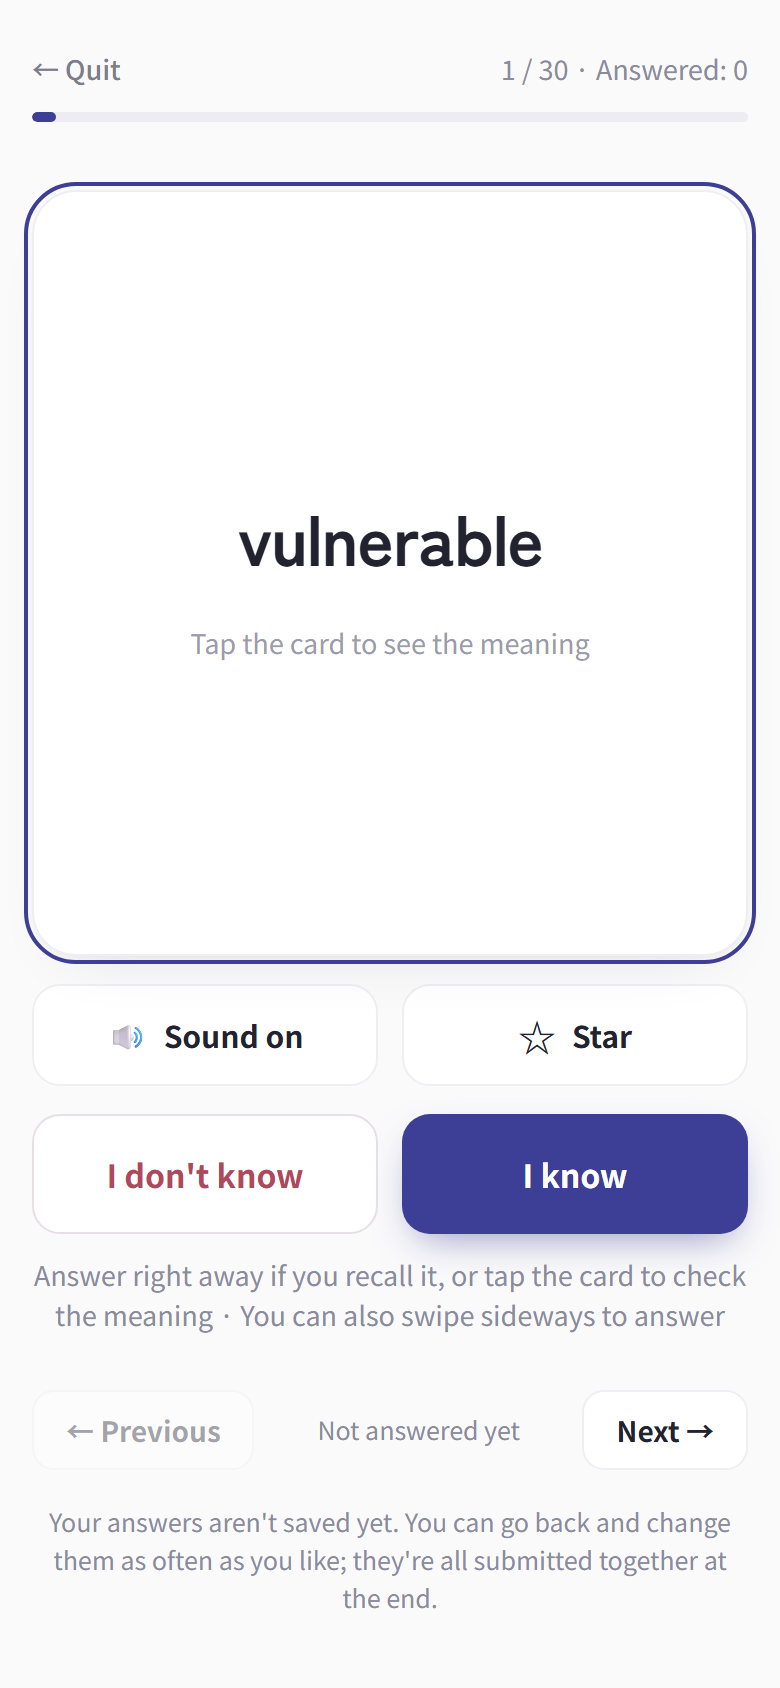 ← Quit
1 / 30 · Answered: 0
vulnerable
Tap the card to see the meaning
🔊 Sound on
☆ Star
I don't know
I know
Answer right away if you recall it, or tap the card to check
the meaning · You can also swipe sideways to answer
← Previous
Not answered yet
Next →
Your answers aren't saved yet. You can go back and change
them as often as you like; they're all submitted together at
the end.